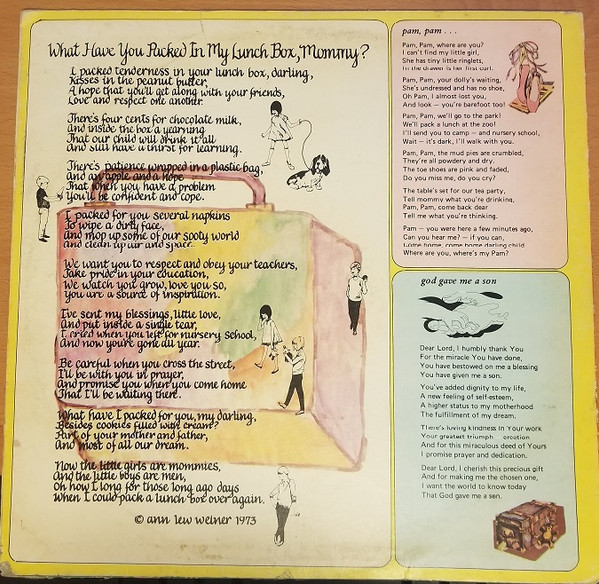 What Have You Packed In My Lunch Box, Mommy?
I packed tenderness in your lunch box, darling,
Kisses in the peanut butter,
A hope that you'll get along with your friends,
Love and respect one another.
There's four cents for chocolate milk,
and inside the box a yearning
That our child will drink it all
And still have a thirst for learning.
There's patience wrapped in a plastic bag,
And an apple and a hope
That when you have a problem
You'll be confident and cope.
I packed for you several napkins
To wipe a dirty face,
and mop up some of our sooty world
and clean up air and space.
We want you to respect and obey your teachers,
Take pride in your education,
We watch you grow, love you so,
you are a source of inspiration.
I've sent my blessings, little love,
and put inside a single tear,
I cried when you left for nursery school,
And now you're gone all year.
Be careful when you cross the street,
I'll be with you in prayer,
and promise you when you come home
That I'll be waiting there.
What have I packed for you, my darling,
Besides cookies filled with cream?
Part of your mother and father,
And most of all our dream.
Now the little girls are mommies,
And the little boys are men,
Oh how I long for those long ago days
When I could pack a lunch box over again.
© ann lew weiner 1973
pam, pam . . .
Pam, Pam, where are you?
I can't find my little girl,
She has tiny little ringlets,
In the drawer is her first curl.
Pam, Pam, your dolly's waiting,
She's undressed and has no shoe,
Oh Pam, I almost lost you,
And look — you're barefoot too!
Pam, Pam, we'll go to the park!
We'll pack a lunch at the zoo!
I'll send you to camp — and nursery school,
Wait — it's dark, I'll walk with you.
Pam, Pam, the mud pies are crumbled,
They're all powdery and dry.
The toe shoes are pink and faded,
Do you miss me, do you cry?
The table's set for our tea party,
Tell mommy what you're drinking,
Pam, Pam, come back dear
Tell me what you're thinking.
Pam — you were here a few minutes ago,
Can you hear me? — if you can,
Come home, come home darling child
Where are you, where's my Pam?
god gave me a son
Dear Lord, I humbly thank You
For the miracle You have done,
You have bestowed on me a blessing
You have given me a son.
You've added dignity to my life,
A new feeling of self-esteem,
A higher status to my motherhood
The fulfillment of my dream.
There's loving kindness in Your work
Your greatest triumph creation
And for this miraculous deed of Yours
I promise prayer and dedication.
Dear Lord, I cherish this precious gift
And for making me the chosen one,
I want the world to know today
That God gave me a son.